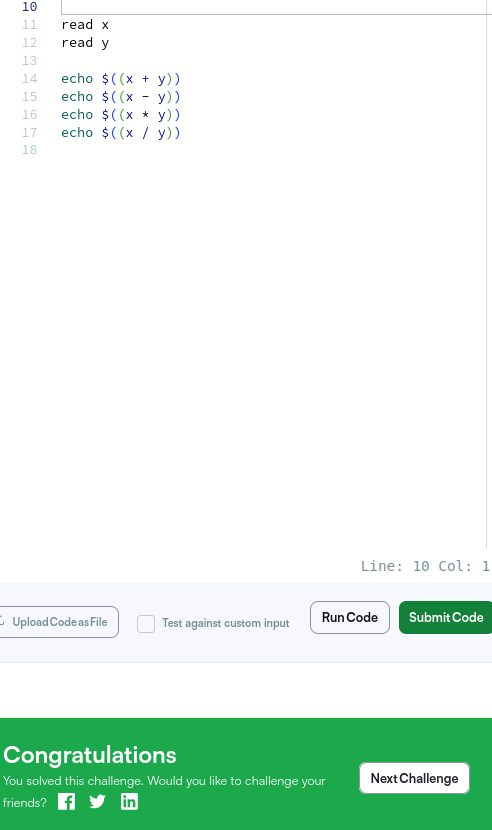 10
11 read x
12 read y
13
14 echo $((x + y))
15 echo $((x - y))
16 echo $((x * y))
17 echo $((x / y))
18
Line: 10 Col: 1
Upload Code as File
Test against custom input
Run Code
Submit Code
Congratulations
You solved this challenge. Would you like to challenge your
friends?
Next Challenge